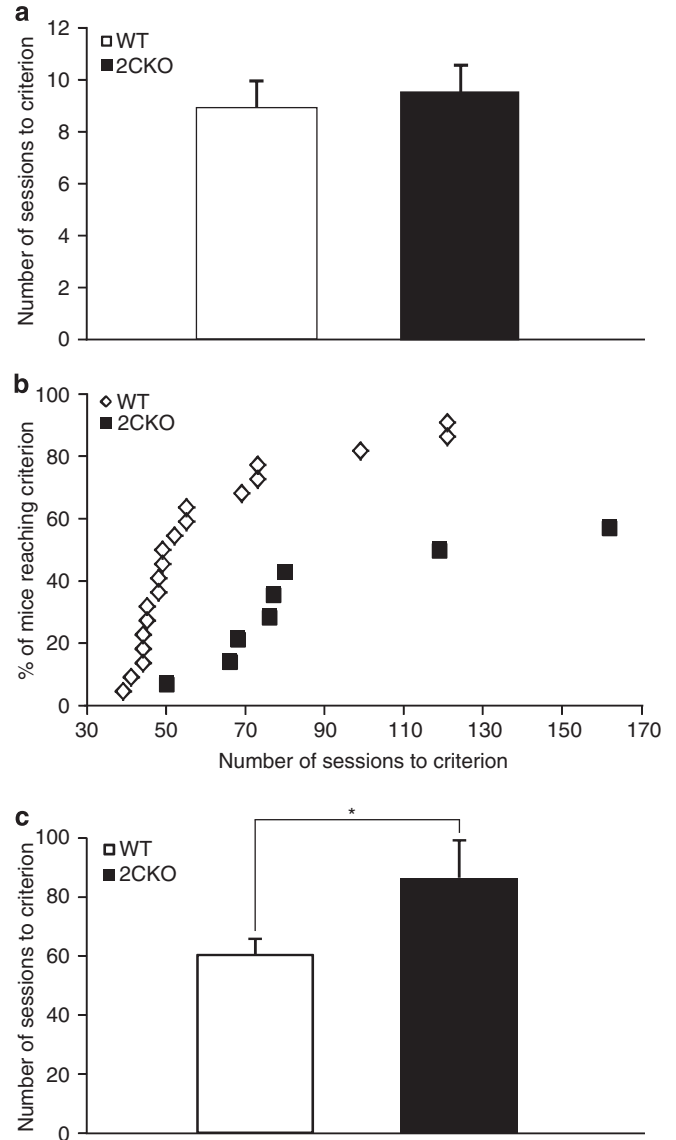 a
Number of sessions to criterion
12
10
8
6
4
2
0
WT
2CKO
b
% of mice reaching criterion
100
80
60
40
20
0
WT
2CKO
30 50 70 90 110 130 150 170
Number of sessions to criterion
c
Number of sessions to criterion
100
80
60
40
20
0
WT
2CKO
*